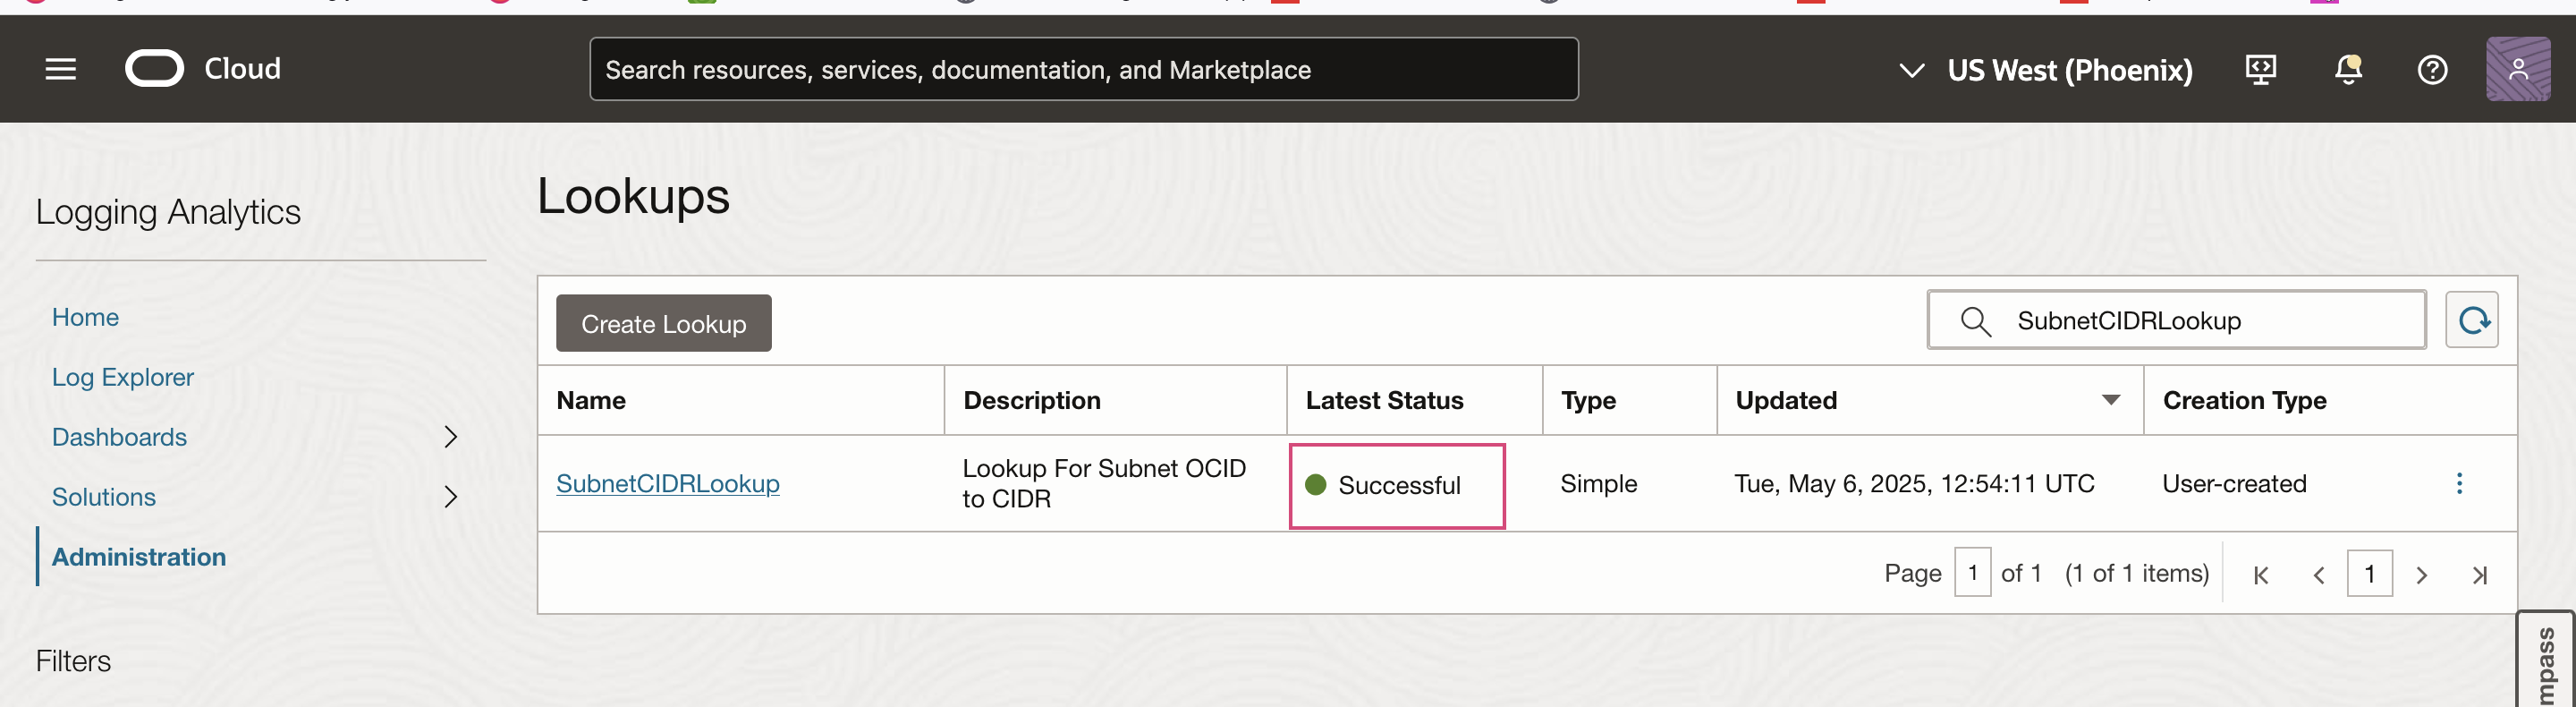 Cloud
Search resources, services, documentation, and Marketplace
US West (Phoenix)
Logging Analytics
Home
Log Explorer
Dashboards
Solutions
Administration
Filters
Lookups
Create Lookup
SubnetCIDRLookup
Name Description Latest Status Type Updated Creation Type
SubnetCIDRLookup
Lookup For Subnet OCID
to CIDR
Successful
Simple
Tue, May 6, 2025, 12:54:11 UTC
User-created
Page 1 of 1 (1 of 1 items) 1